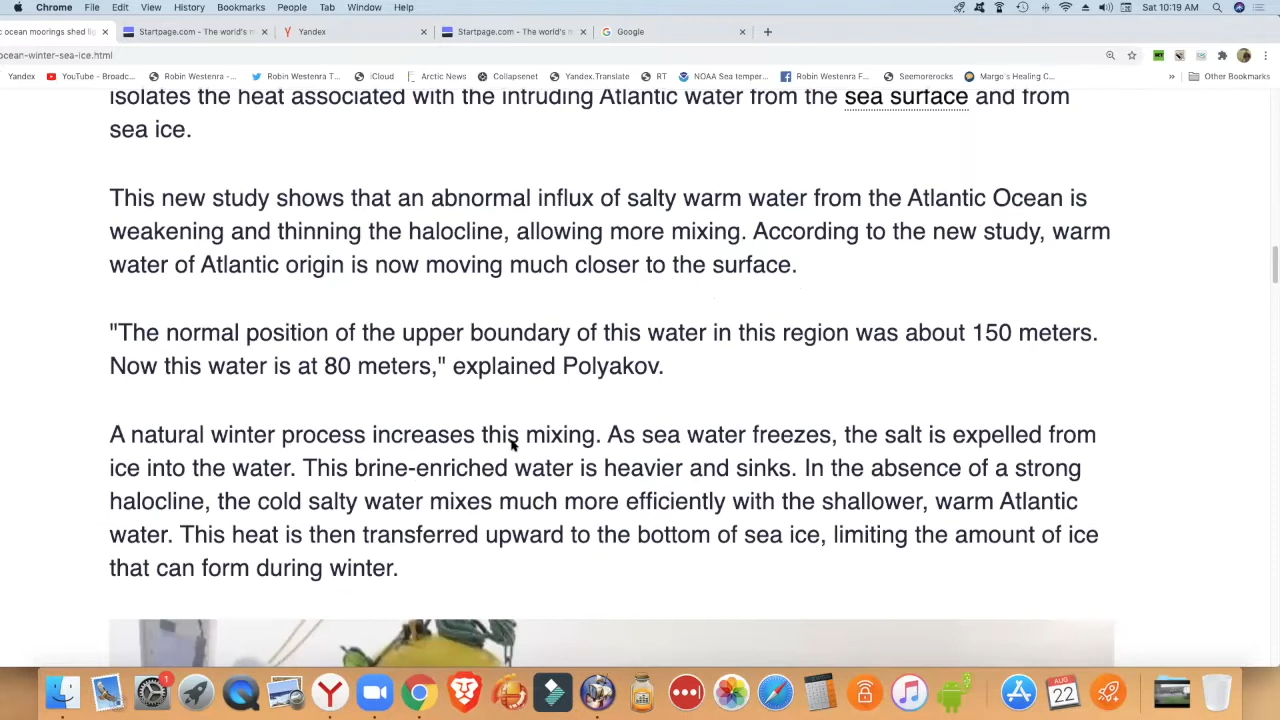 Chrome File Edit View History Bookmarks People Tab Window Help Sat 10:19 AM
c ocean moorings shed lig Startpage.com - The world's m Yandex Startpage.com - The world's m Google
ocean-winter-sea-ice.html
Yandex YouTube - Broadc... Robin Westenra -... Robin Westenra T... iCloud Arctic News Collapsenet Yandex.Translate RT NOAA Sea temper... Robin Westenra F... Seemorerocks Margo's Healing C... » Other Bookmarks
isolates the heat associated with the intruding Atlantic water from the sea surface and from
sea ice.
This new study shows that an abnormal influx of salty warm water from the Atlantic Ocean is
weakening and thinning the halocline, allowing more mixing. According to the new study, warm
water of Atlantic origin is now moving much closer to the surface.
"The normal position of the upper boundary of this water in this region was about 150 meters.
Now this water is at 80 meters," explained Polyakov.
A natural winter process increases this mixing. As sea water freezes, the salt is expelled from
ice into the water. This brine-enriched water is heavier and sinks. In the absence of a strong
halocline, the cold salty water mixes much more efficiently with the shallower, warm Atlantic
water. This heat is then transferred upward to the bottom of sea ice, limiting the amount of ice
that can form during winter.
1
AUG
22